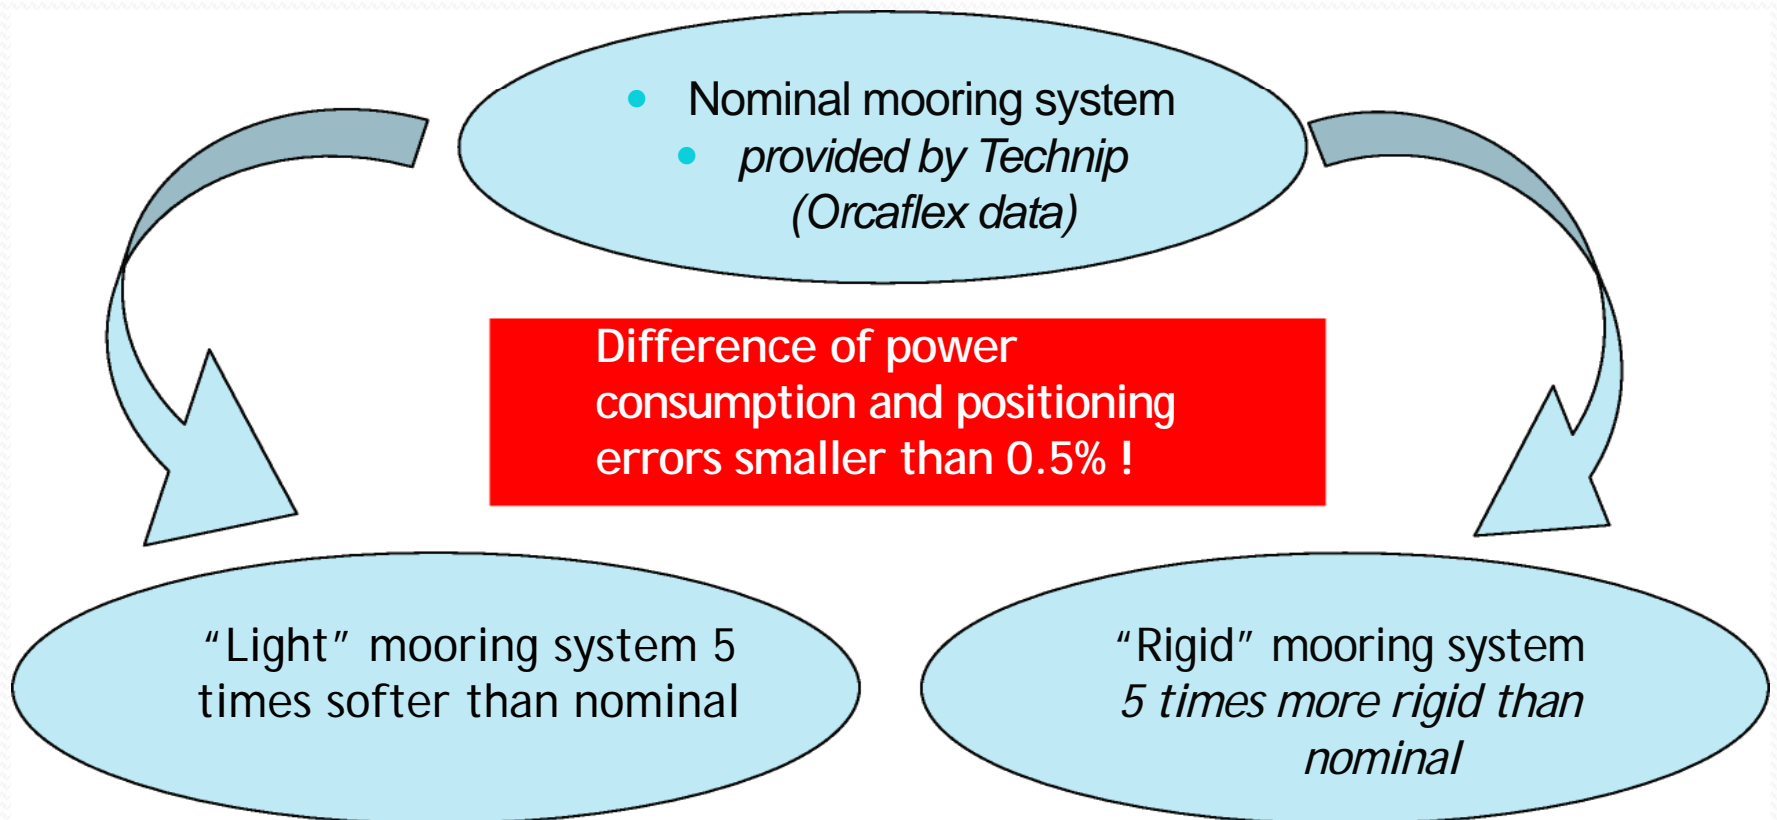 • Nominal mooring system
• provided by Technip
(Orcaflex data)
Difference of power
consumption and positioning
errors smaller than 0.5% !
“Light” mooring system 5
times softer than nominal
“Rigid” mooring system
5 times more rigid than
nominal